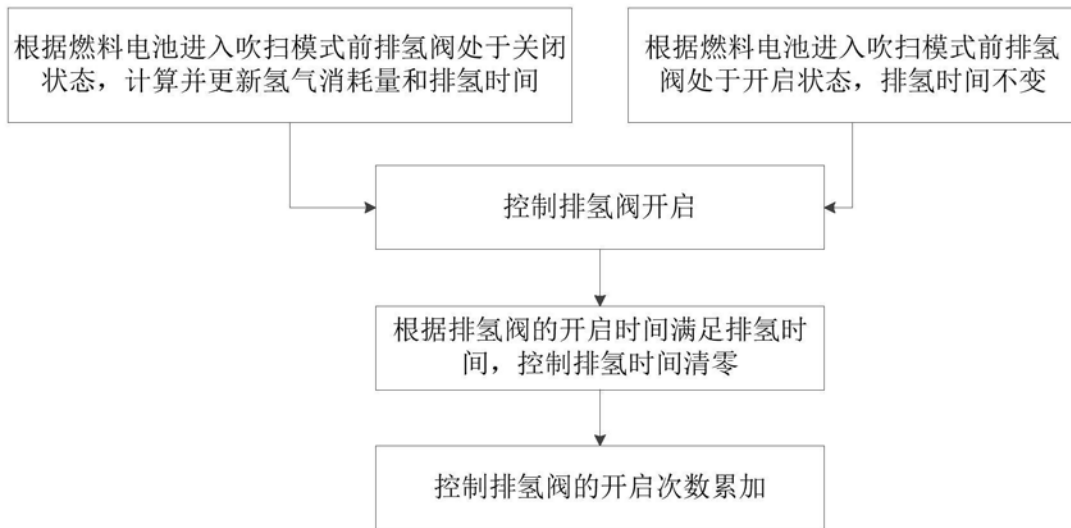 根据燃料电池进入吹扫模式前排氢阀处于关闭
状态，计算并更新氢气消耗量和排氢时间
根据燃料电池进入吹扫模式前排氢
阀处于开启状态，排氢时间不变
控制排氢阀开启
根据排氢阀的开启时间满足排氢时
间，控制排氢时间清零
控制排氢阀的开启次数累加